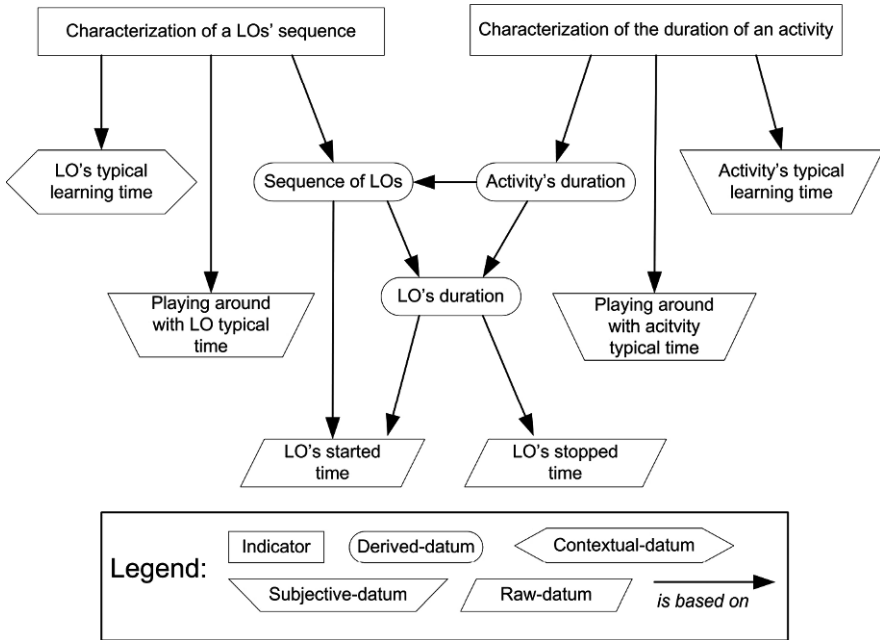 Characterization of a LOs' sequence
Characterization of the duration of an activity
LO's typical
learning time
Sequence of LOs
Activity's duration
Activity's typical
learning time
Playing around
with LO typical
time
LO's duration
Playing around
with acitvity
typical time
LO's started
time
LO's stopped
time
Legend:
Indicator
Derived-datum
Contextual-datum
Subjective-datum
Raw-datum
is based on